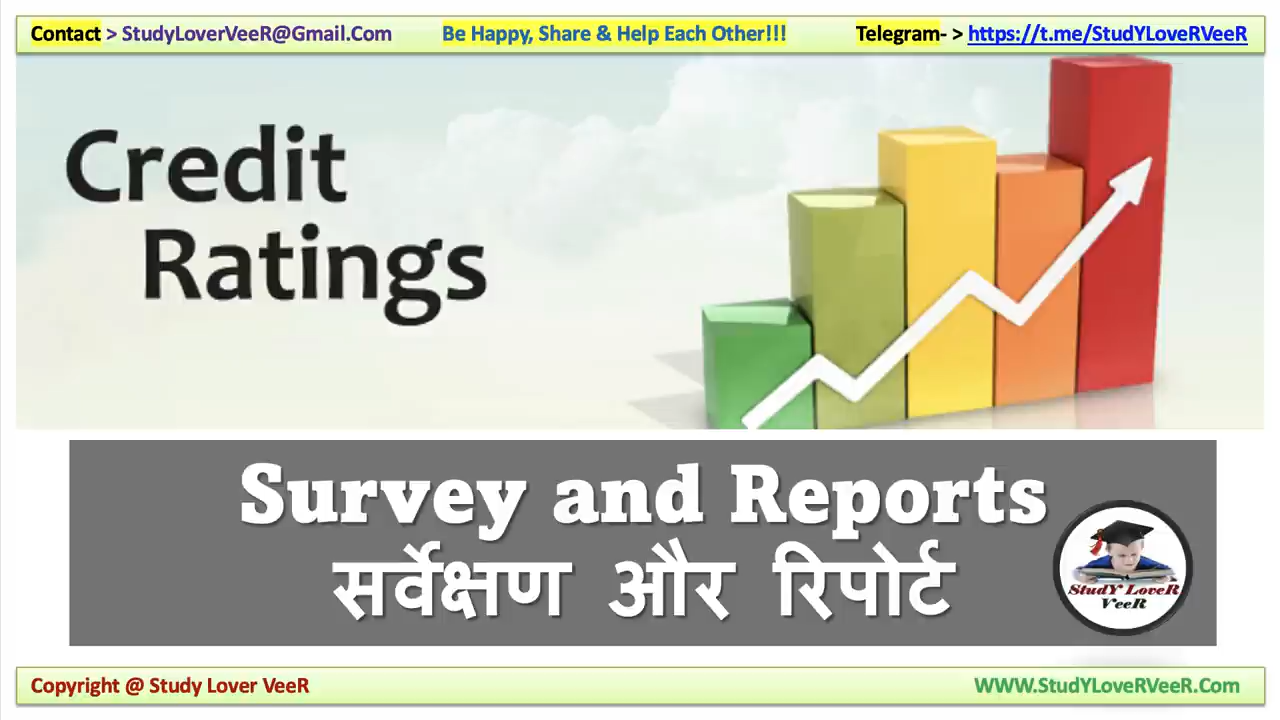 Contact > StudyLoverVeeR@Gmail.Com Be Happy, Share & Help Each Other!!! Telegram- > https://t.me/StudYLoveRVeeR
Credit
Ratings
Survey and Reports
सर्वेक्षण और रिपोर्ट
StudY LoveR
VeeR
Copyright @ Study Lover VeeR WWW.StudYLoveRVeeR.Com